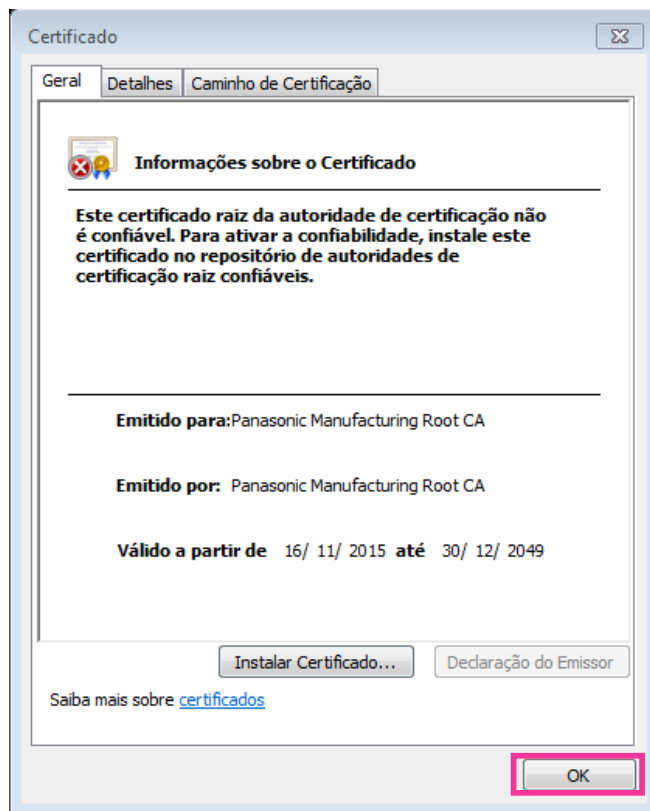 Certificado
Geral
Detalhes
Caminho de Certificação
Informações sobre o Certificado
Este certificado raiz da autoridade de certificação não
é confiável. Para ativar a confiabilidade, instale este
certificado no repositório de autoridades de
certificação raiz confiáveis.
Emitido para:Panasonic Manufacturing Root CA
Emitido por: Panasonic Manufacturing Root CA
Válido a partir de 16/ 11/ 2015 até 30/ 12/ 2049
Instalar Certificado...
Declaração do Emissor
Saiba mais sobre certificados
OK